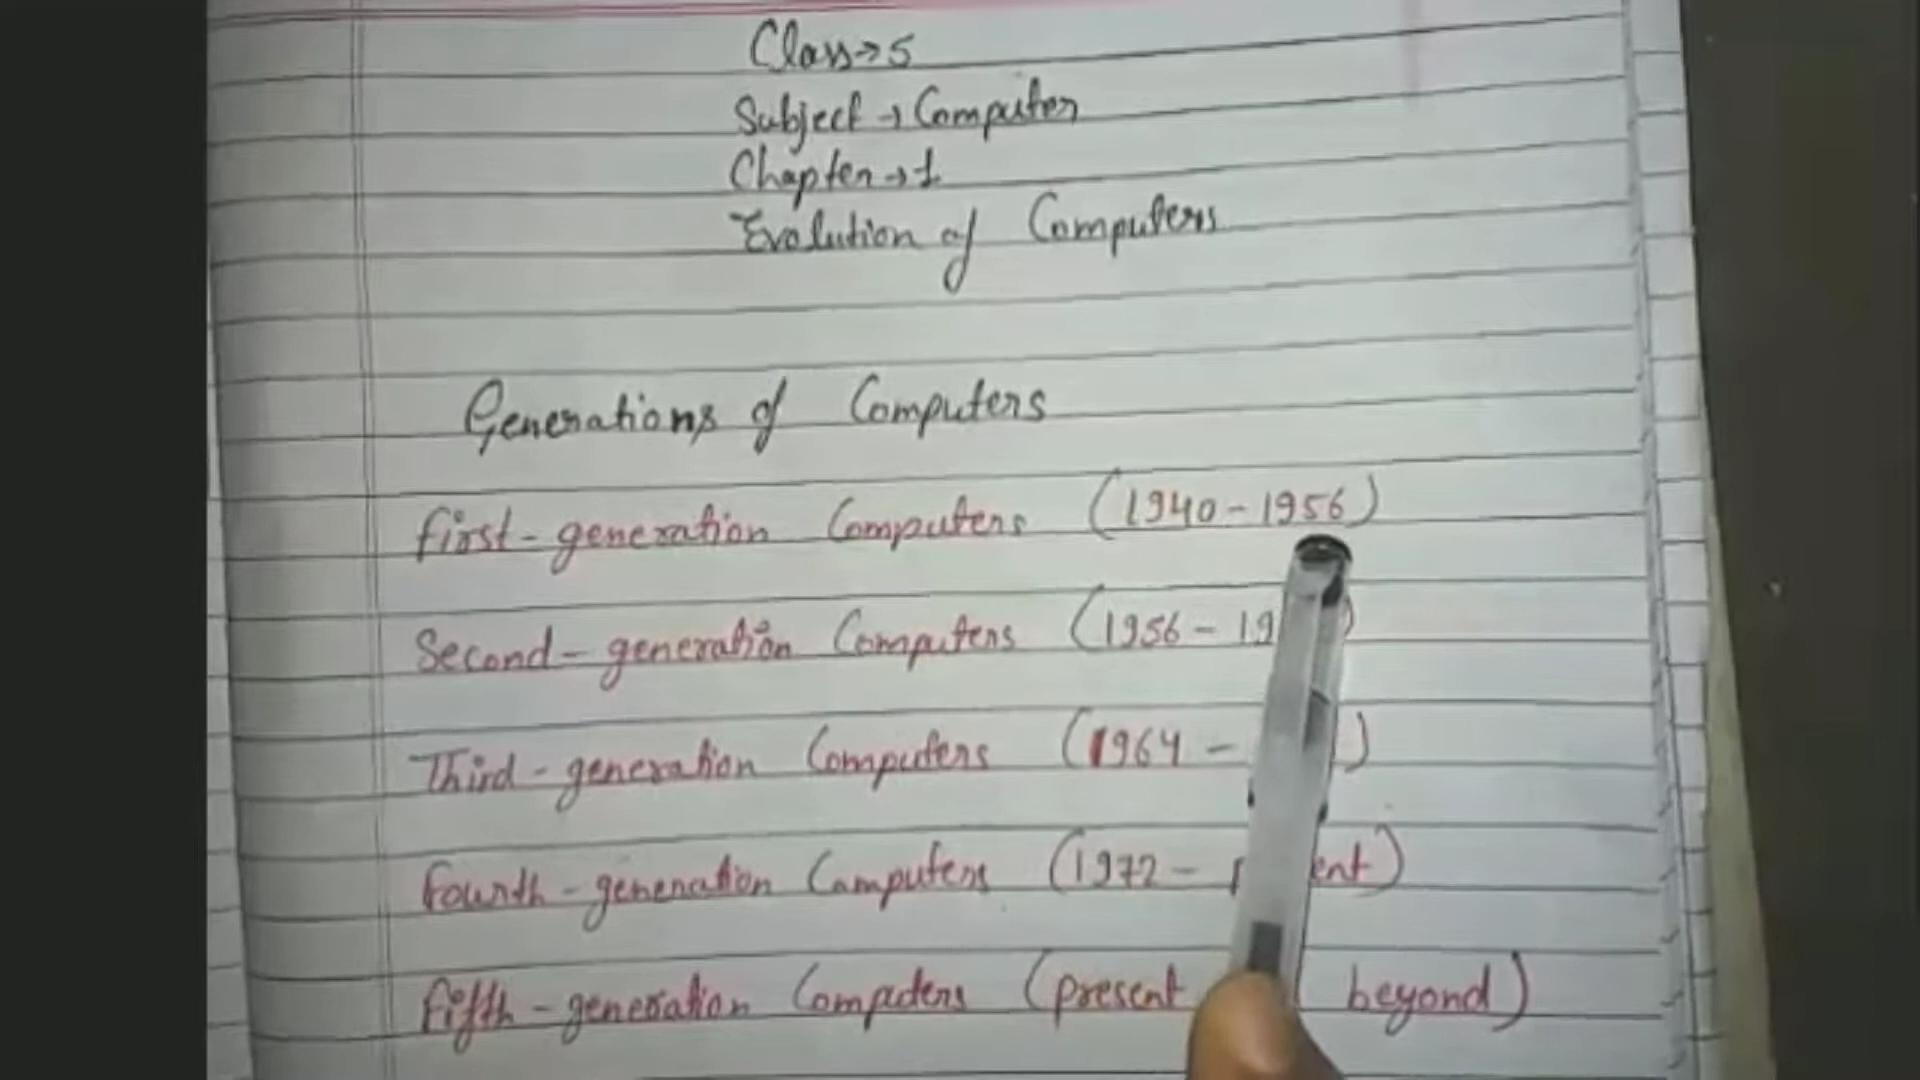 Class → 5
Subject → Computer
Chapter → 1
Evolution of Computers
Generations of Computers
First-generation Computers (1940-1956)
Second-generation Computers (1956-
Third-generation Computers (1964-
Fourth-generation Computers (1972-
Fifth-generation Computers (present beyond)